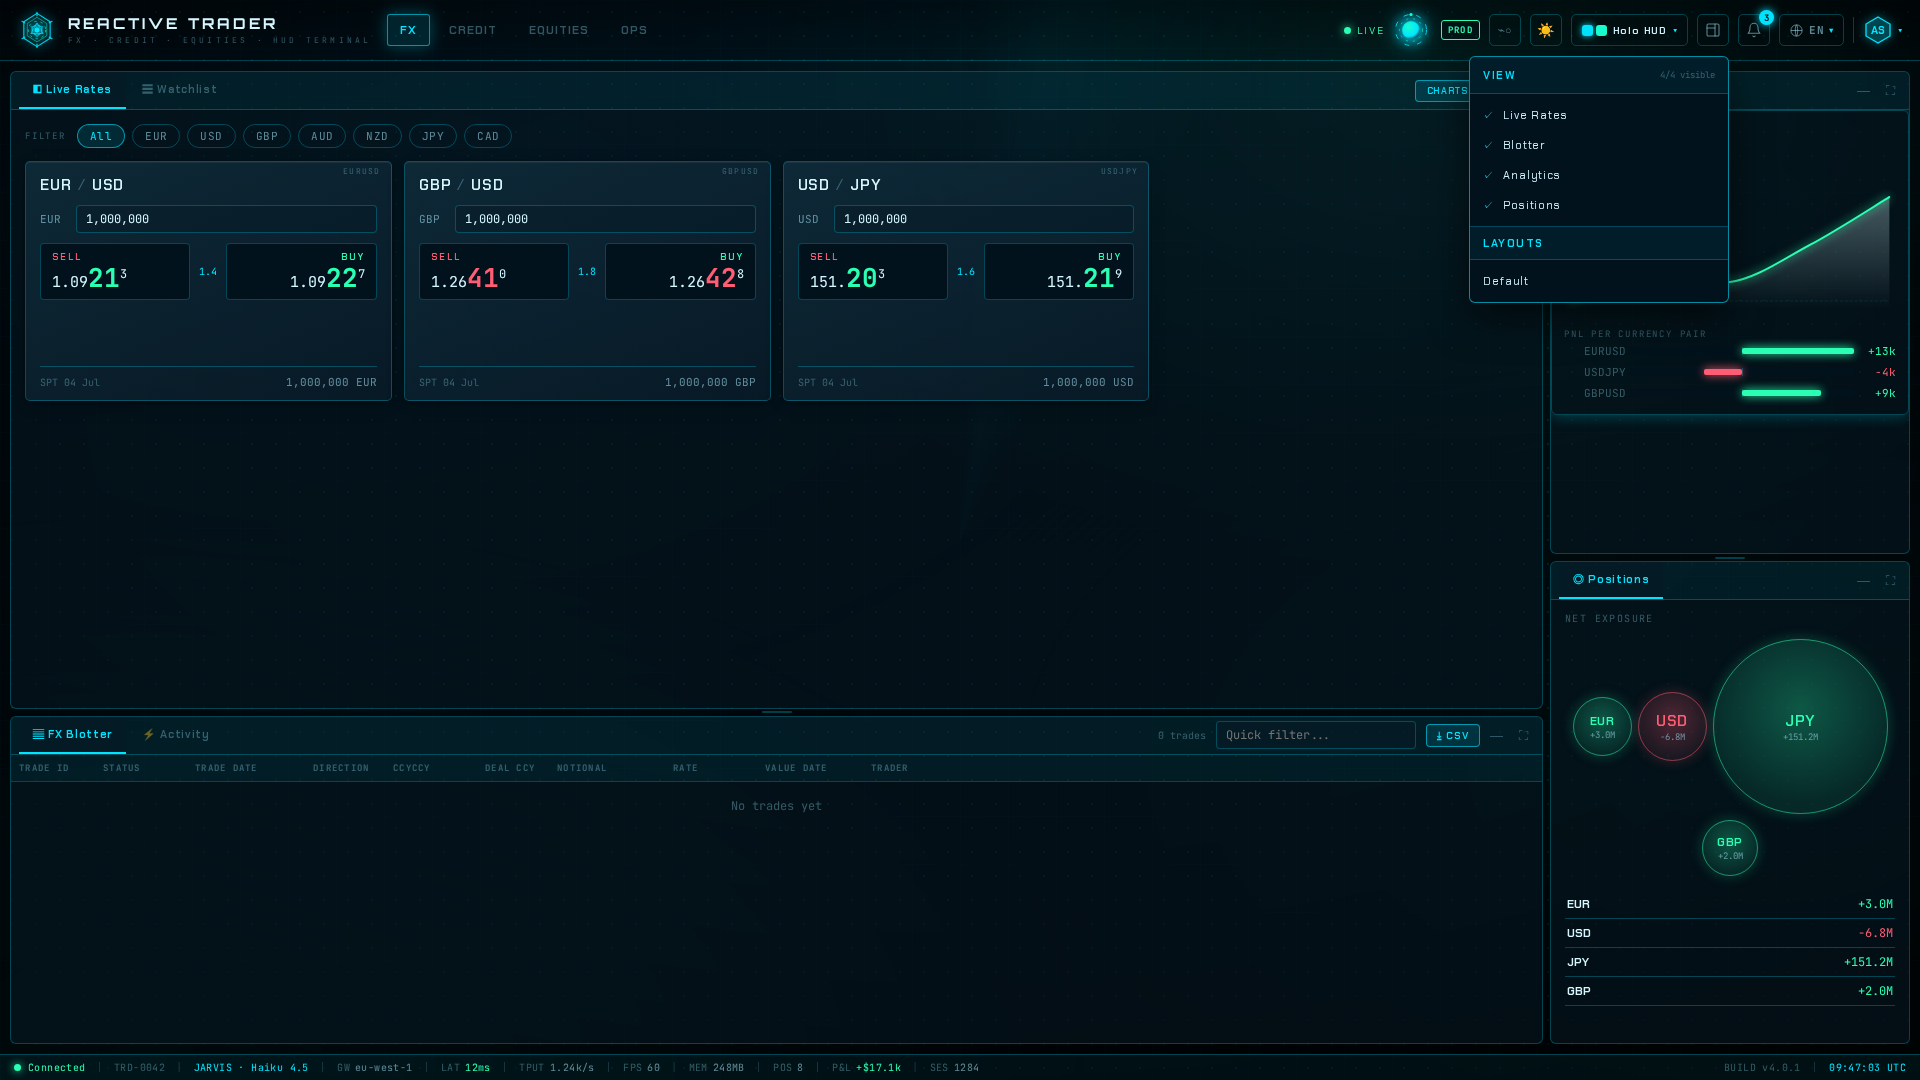 REACTIVE TRADER
FX · CREDIT · EQUITIES · HUD TERMINAL
FX CREDIT EQUITIES OPS
LIVE PROD Holo HUD 3 EN AS
Live Rates Watchlist CHARTS
FILTER All EUR USD GBP AUD NZD JPY CAD
EURUSD
EUR / USD
EUR 1,000,000
SELL 1.09213
1.4
BUY 1.09227
SPT 04 Jul 1,000,000 EUR
GBPUSD
GBP / USD
GBP 1,000,000
SELL 1.26410
1.8
BUY 1.26428
SPT 04 Jul 1,000,000 GBP
USDJPY
USD / JPY
USD 1,000,000
SELL 151.203
1.6
BUY 151.219
SPT 04 Jul 1,000,000 USD
VIEW 4/4 visible
✓ Live Rates
✓ Blotter
✓ Analytics
✓ Positions
LAYOUTS
Default
PNL PER CURRENCY PAIR
EURUSD +13k
USDJPY -4k
GBPUSD +9k
Positions
NET EXPOSURE
EUR +3.0M
USD -6.8M
JPY +151.2M
GBP +2.0M
EUR +3.0M
USD -6.8M
JPY +151.2M
GBP +2.0M
FX Blotter Activity 0 trades Quick filter... CSV
TRADE ID STATUS TRADE DATE DIRECTION CCYCCY DEAL CCY NOTIONAL RATE VALUE DATE TRADER
No trades yet
Connected TRD-0042 JARVIS · Haiku 4.5 GW eu-west-1 LAT 12ms TPUT 1.24k/s FPS 60 MEM 248MB POS 8 P&L +$17.1k SES 1284 BUILD v4.0.1 09:47:03 UTC